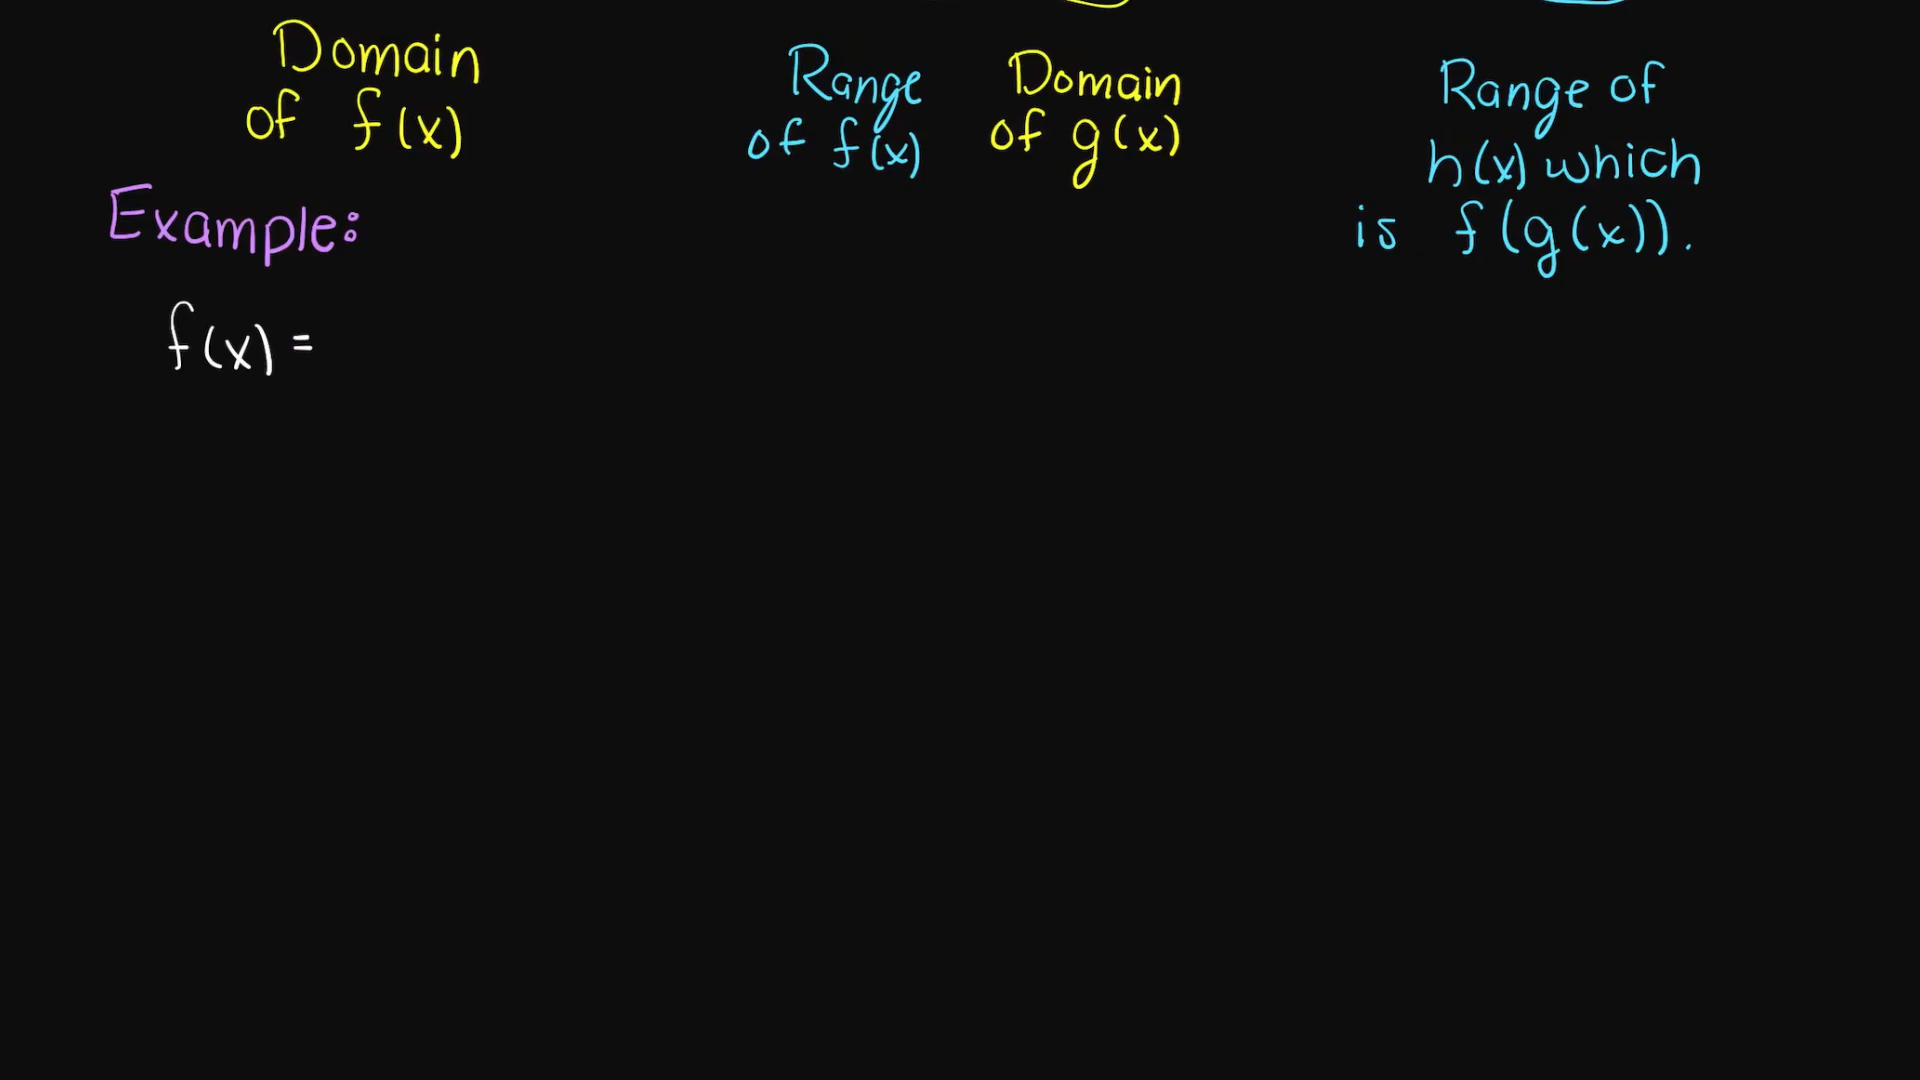 Domain
of f(x)
Range
of f(x)
Domain
of g(x)
Range of
h(x) which
is f(g(x)).
Example:
f(x) =